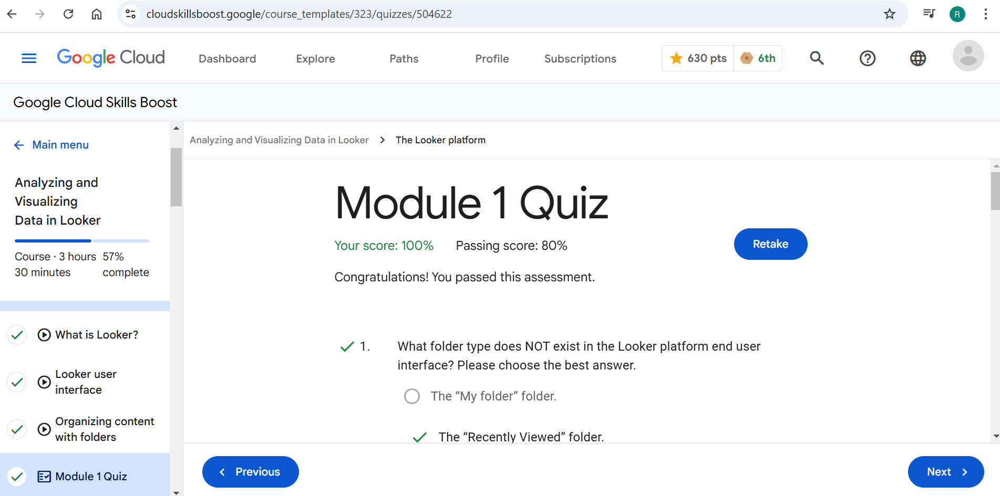 cloudskillsboost.google/course_templates/323/quizzes/504622
R
Google Cloud
Dashboard
Explore
Paths
Profile
Subscriptions
630 pts
6th
Google Cloud Skills Boost
Main menu
Analyzing and
Visualizing
Data in Looker
Course · 3 hours 57%
30 minutes complete
What is Looker?
Looker user
interface
Organizing content
with folders
Module 1 Quiz
Analyzing and Visualizing Data in Looker
The Looker platform
Module 1 Quiz
Your score: 100% Passing score: 80%
Retake
Congratulations! You passed this assessment.
1. What folder type does NOT exist in the Looker platform end user
interface? Please choose the best answer.
The “My folder” folder.
The “Recently Viewed” folder.
Previous
Next